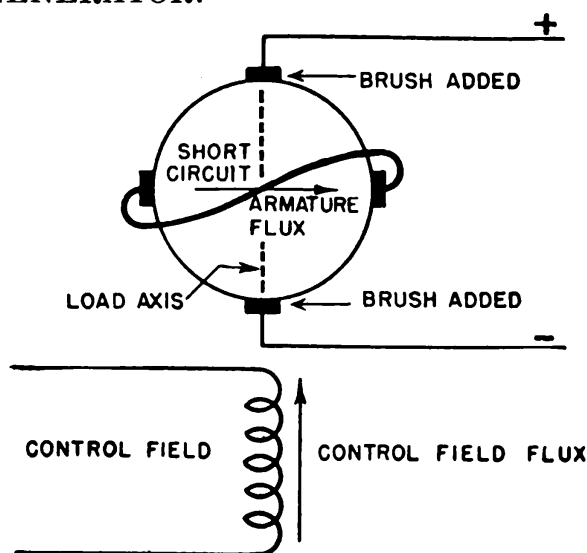 +
BRUSH ADDED
SHORT
CIRCUIT
ARMATURE
FLUX
LOAD AXIS
BRUSH ADDED
-
CONTROL FIELD
CONTROL FIELD FLUX